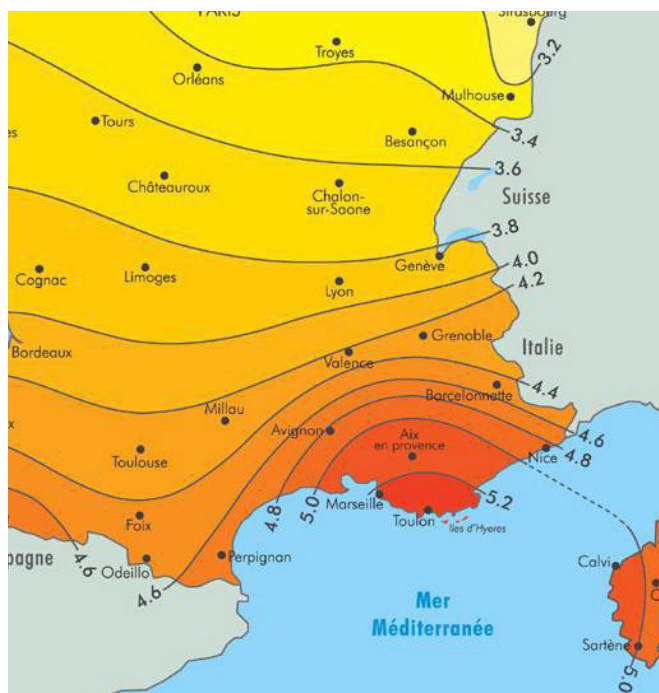 PARIS
Strasbourg
Troyes
3.2
Orléans
Mulhouse
Tours
3.4
es
Besançon
3.6
Châteauroux
Chalon-
sur-Saone
Suisse
3.8
Genève
4.0
Cognac
Limoges
Lyon
4.2
Bordeaux
Grenoble
Italie
Valence
4.4
Barcelonnette
Millau
x
Avignon
Aix
en provence
4.6
Toulouse
Nice
4.8
4.8
5.0
5.2
Marseille
Foix
Toulon
Iles d'Hyeres
4.6
pagne
Odeillo
Perpignan
4.6
Calvi
Mer
Méditerranée
Sartène
5.0